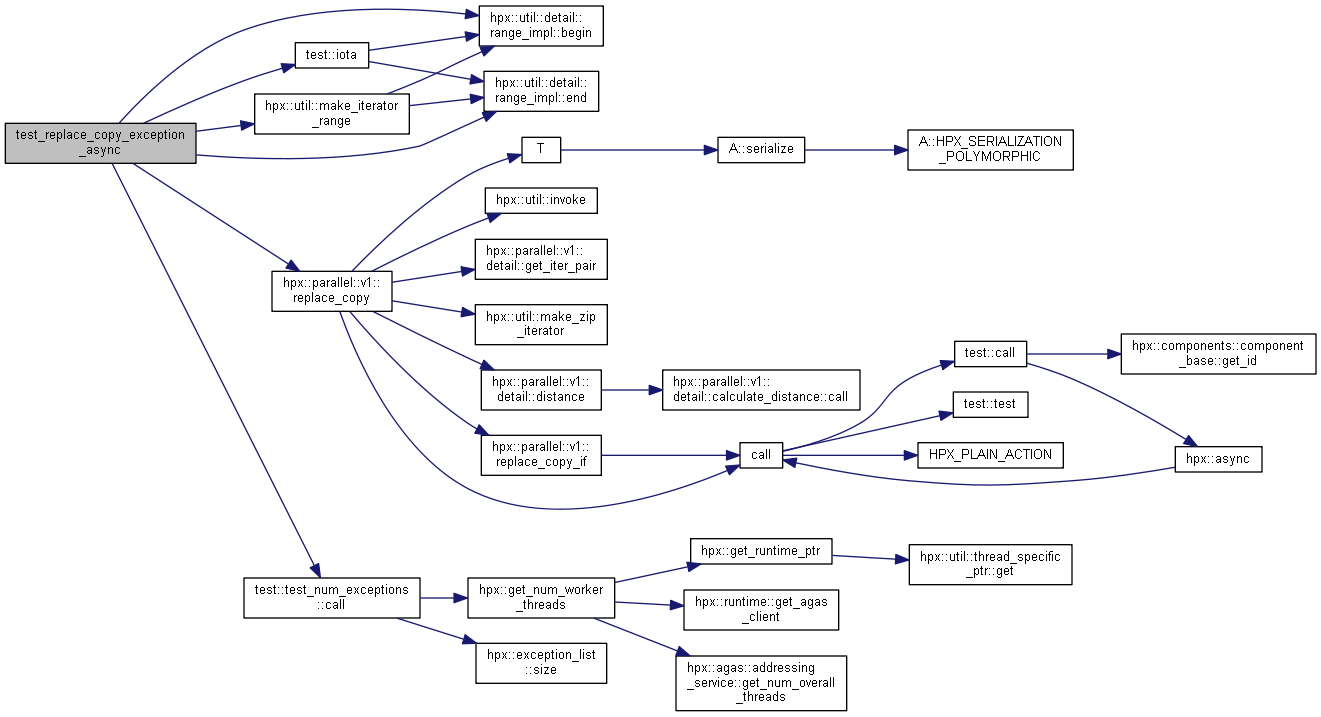 test_replace_copy_exception
_async
hpx::util::detail::
range_impl::begin
test::iota
hpx::util::detail::
range_impl::end
hpx::util::make_iterator
_range
T
A::serialize
A::HPX_SERIALIZATION
_POLYMORPHIC
hpx::util::invoke
hpx::parallel::v1::
detail::get_iter_pair
hpx::parallel::v1::
replace_copy
hpx::util::make_zip
_iterator
hpx::parallel::v1::
detail::distance
hpx::parallel::v1::
detail::calculate_distance::call
hpx::parallel::v1::
replace_copy_if
call
test::call
hpx::components::component
_base::get_id
test::test
HPX_PLAIN_ACTION
hpx::async
test::test_num_exceptions
::call
hpx::get_num_worker
_threads
hpx::get_runtime_ptr
hpx::util::thread_specific
_ptr::get
hpx::runtime::get_agas
_client
hpx::exception_list
::size
hpx::agas::addressing
_service::get_num_overall
_threads